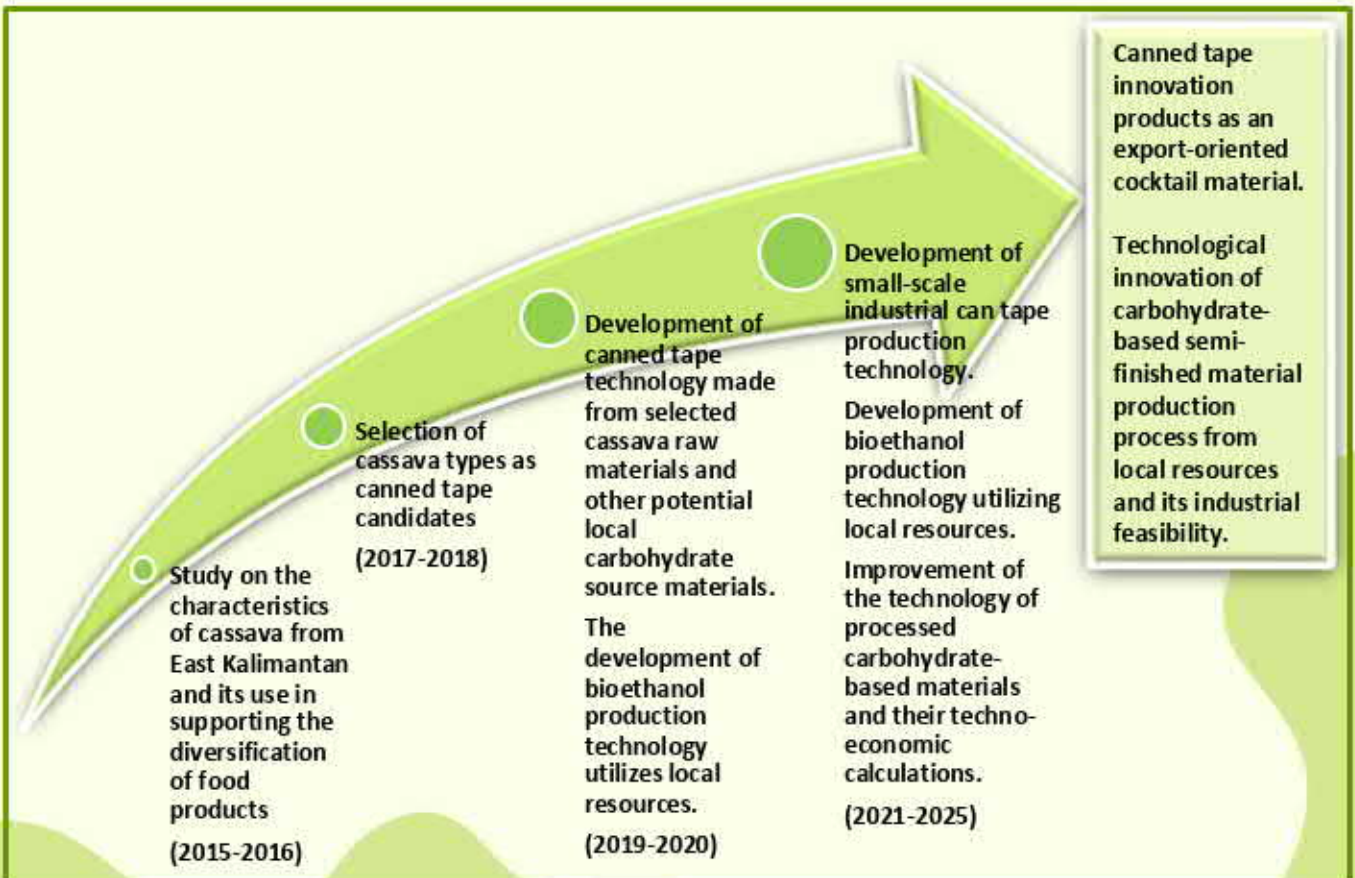 Study on the
characteristics
of cassava from
East Kalimantan
and its use in
supporting the
diversification
of food
products
(2015-2016)
Selection of
cassava types as
canned tape
candidates
(2017-2018)
Development of
canned tape
technology made
from selected
cassava raw
materials and
other potential
local
carbohydrate
source materials.
The
development of
bioethanol
production
technology
utilizes local
resources.
(2019-2020)
Development of
small-scale
industrial can tape
production
technology.
Development of
bioethanol
production
technology utilizing
local resources.
Improvement of
the technology of
processed
carbohydrate-
based materials
and their techno-
economic
calculations.
(2021-2025)
Canned tape
innovation
products as an
export-oriented
cocktail material.
Technological
innovation of
carbohydrate-
based semi-
finished material
production
process from
local resources
and its industrial
feasibility.